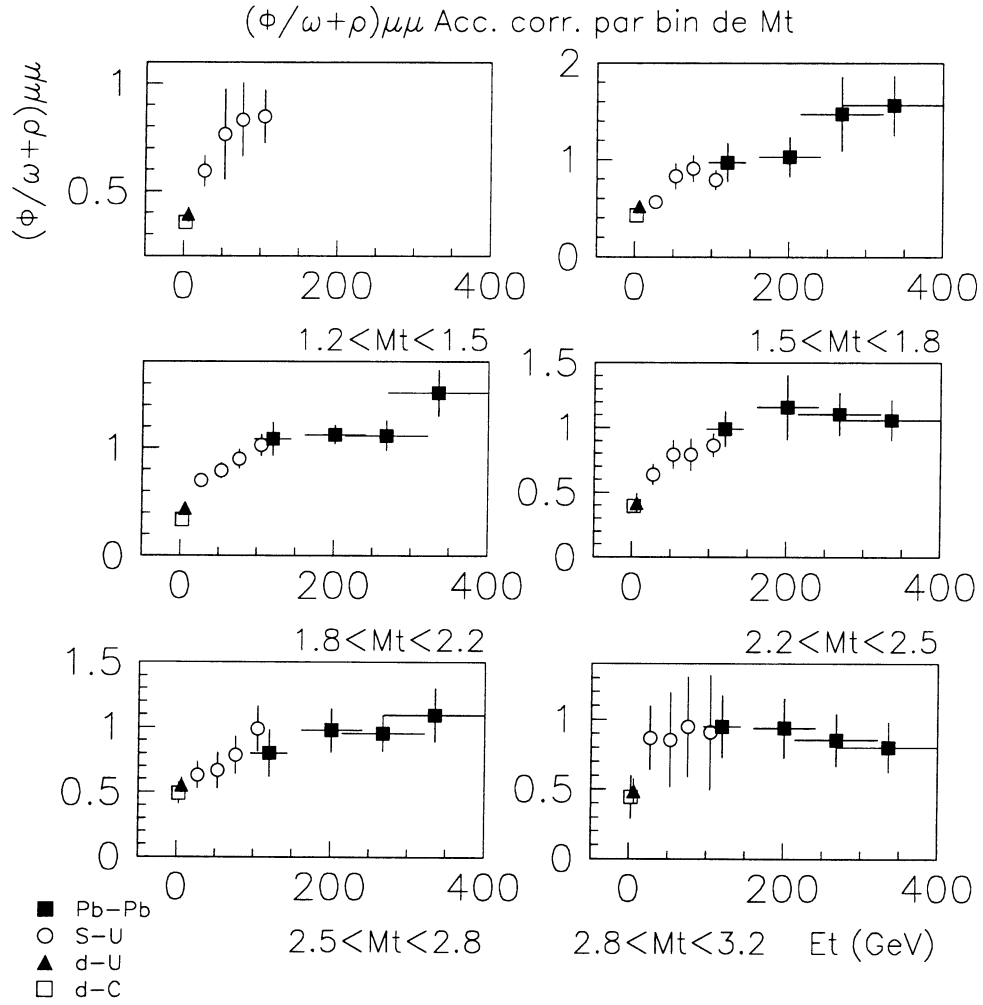 (Φ/ω+ρ)μμ Acc. corr. par bin de Mt
(Φ/ω+ρ)μμ
1
0.5
0 200 400
1.2<Mt<1.5
2
1
0
0 200 400
1.5<Mt<1.8
1
0
0 200 400
1.8<Mt<2.2
1.5
1
0.5
0
0 200 400
2.2<Mt<2.5
1.5
1
0.5
0
0 200 400
2.5<Mt<2.8
1
0.5
0
0 200 400
2.8<Mt<3.2 Et (GeV)
Pb-Pb
S-U
d-U
d-C